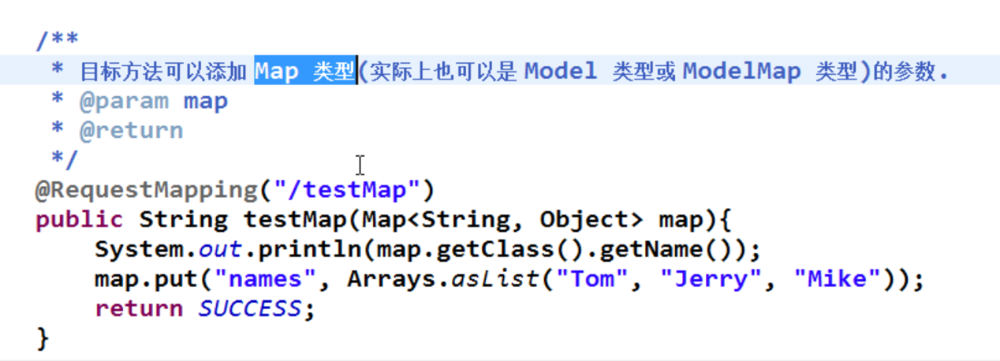 /**
 * 目标方法可以添加 Map 类型(实际上也可以是 Model 类型或 ModelMap 类型)的参数.
 * @param map
 * @return
 */
@RequestMapping("/testMap")
public String testMap(Map<String, Object> map){
    System.out.println(map.getClass().getName());
    map.put("names", Arrays.asList("Tom", "Jerry", "Mike"));
    return SUCCESS;
}